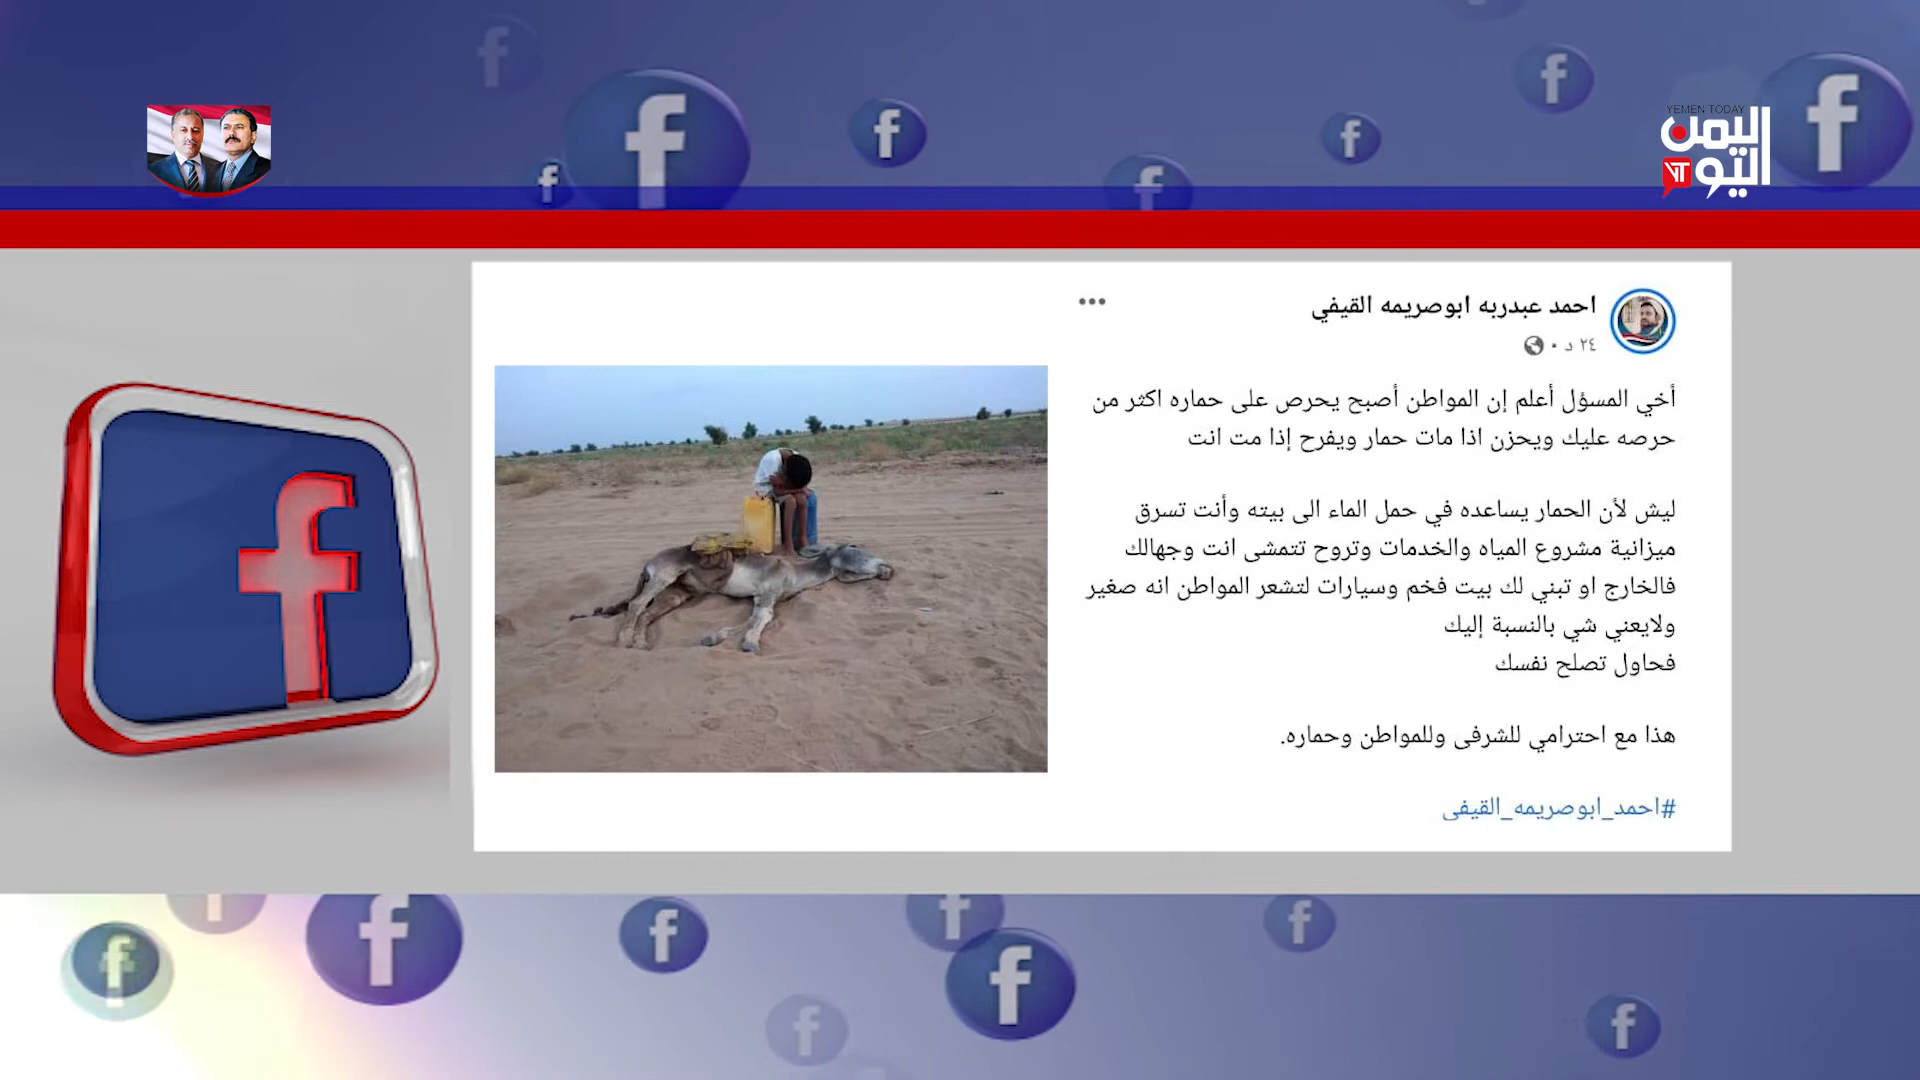 YEMEN TODAY
اليمن
اليوم
YT
احمد عبدربه ابوصريمه القيفي
٢٤ د ·
أخي المسؤل أعلم إن المواطن أصبح يحرص على حماره اكثر من
حرصه عليك ويحزن اذا مات حمار ويفرح إذا مت انت
ليش لأن الحمار يساعده في حمل الماء الى بيته وأنت تسرق
ميزانية مشروع المياه والخدمات وتروح تتمشى انت وجهالك
فالخارج او تبني لك بيت فخم وسيارات لتشعر المواطن انه صغير
ولايعني شي بالنسبة إليك
فحاول تصلح نفسك
هذا مع احترامي للشرفى وللمواطن وحماره.
#احمد_ابوصريمه_القيفى